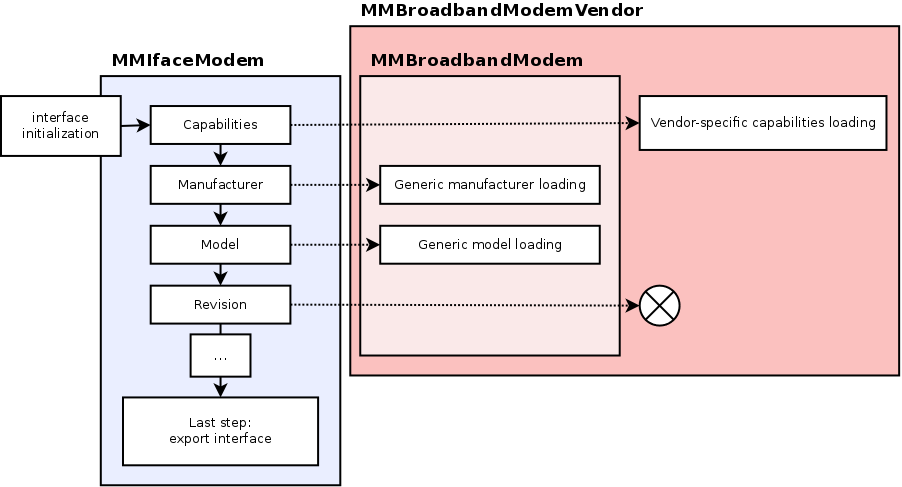 MMBroadbandModemVendor
MMIfaceModem
MMBroadbandModem
interface
initialization
Capabilities
Vendor-specific capabilities loading
Manufacturer
Generic manufacturer loading
Model
Generic model loading
Revision
...
Last step:
export interface